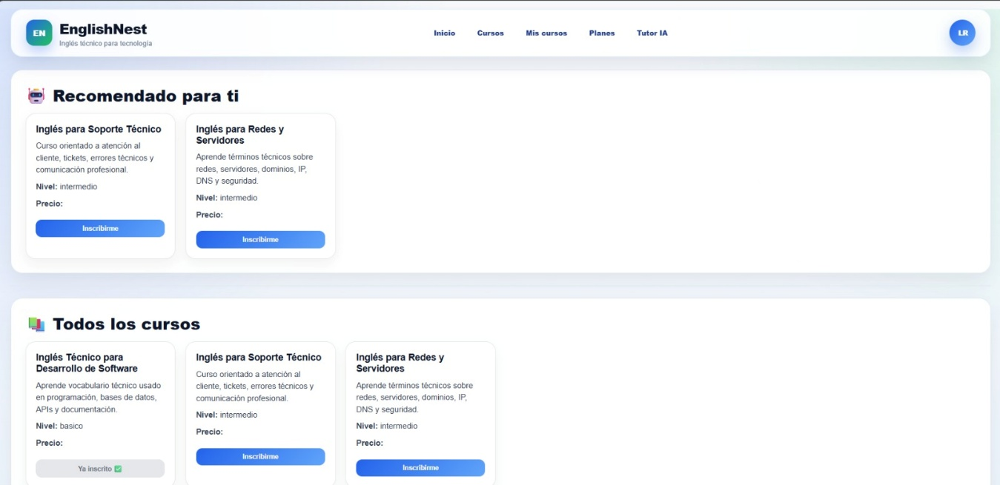 EN
EnglishNest
Inglés técnico para tecnología
Inicio
Cursos
Mis cursos
Planes
Tutor IA
LR
Recomendado para ti
Inglés para Soporte Técnico
Curso orientado a atención al
cliente, tickets, errores técnicos y
comunicación profesional.
Nivel: intermedio
Precio:
Inscribirme
Inglés para Redes y
Servidores
Aprende términos técnicos sobre
redes, servidores, dominios, IP,
DNS y seguridad.
Nivel: intermedio
Precio:
Inscribirme
Todos los cursos
Inglés Técnico para
Desarrollo de Software
Aprende vocabulario técnico usado
en programación, bases de datos,
APIs y documentación.
Nivel: basico
Precio:
Ya inscrito ✅
Inglés para Soporte Técnico
Curso orientado a atención al
cliente, tickets, errores técnicos y
comunicación profesional.
Nivel: intermedio
Precio:
Inscribirme
Inglés para Redes y
Servidores
Aprende términos técnicos sobre
redes, servidores, dominios, IP,
DNS y seguridad.
Nivel: intermedio
Precio:
Inscribirme